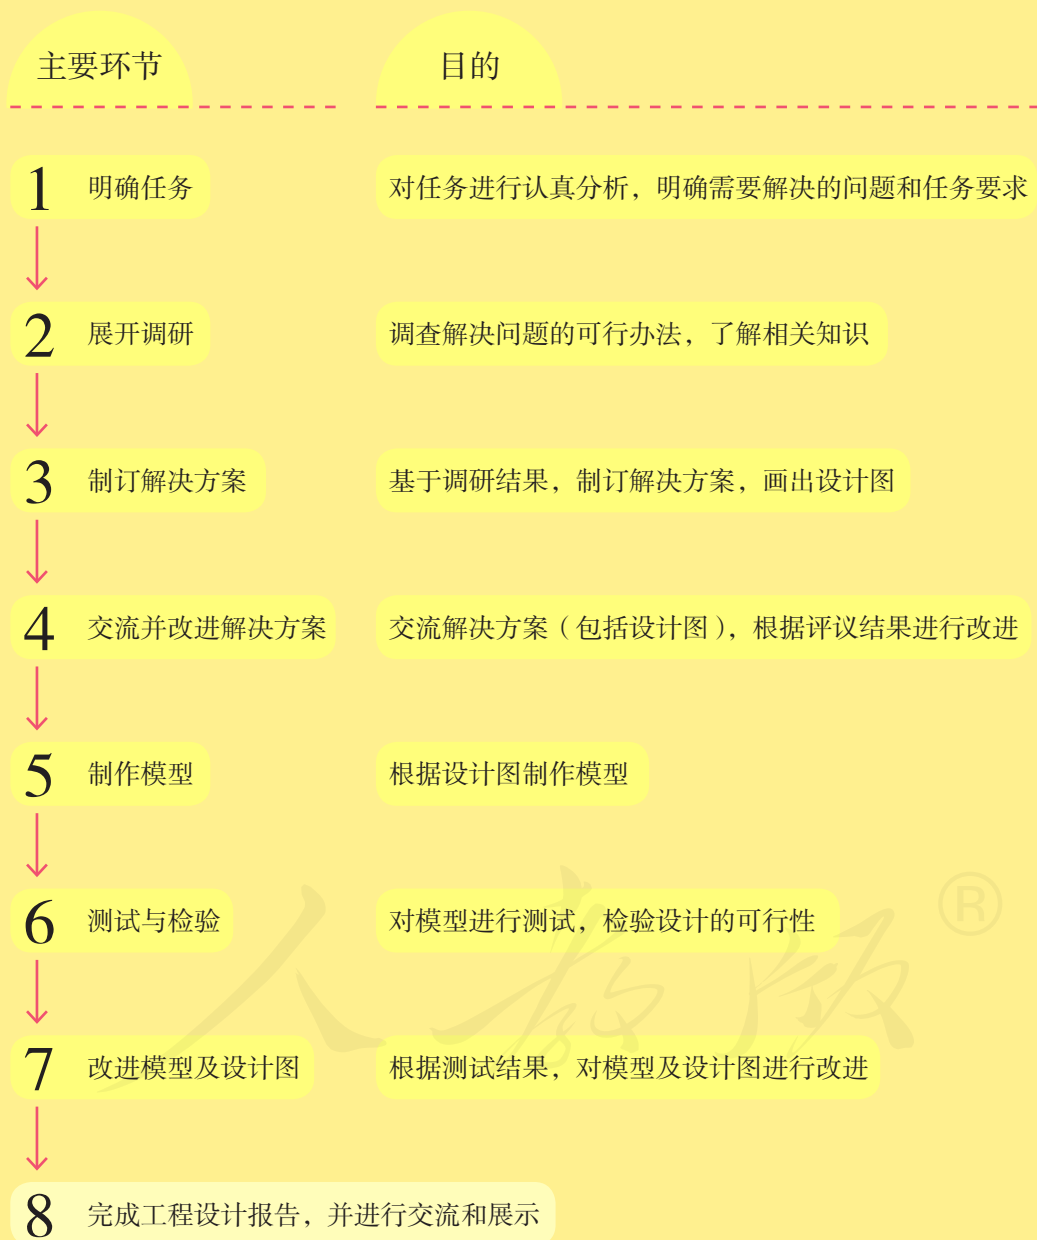 主要环节 目的
1 明确任务 对任务进行认真分析，明确需要解决的问题和任务要求
2 展开调研 调查解决问题的可行办法，了解相关知识
3 制订解决方案 基于调研结果，制订解决方案，画出设计图
4 交流并改进解决方案 交流解决方案（包括设计图），根据评议结果进行改进
5 制作模型 根据设计图制作模型
6 测试与检验 对模型进行测试，检验设计的可行性
7 改进模型及设计图 根据测试结果，对模型及设计图进行改进
8 完成工程设计报告，并进行交流和展示
人教版®